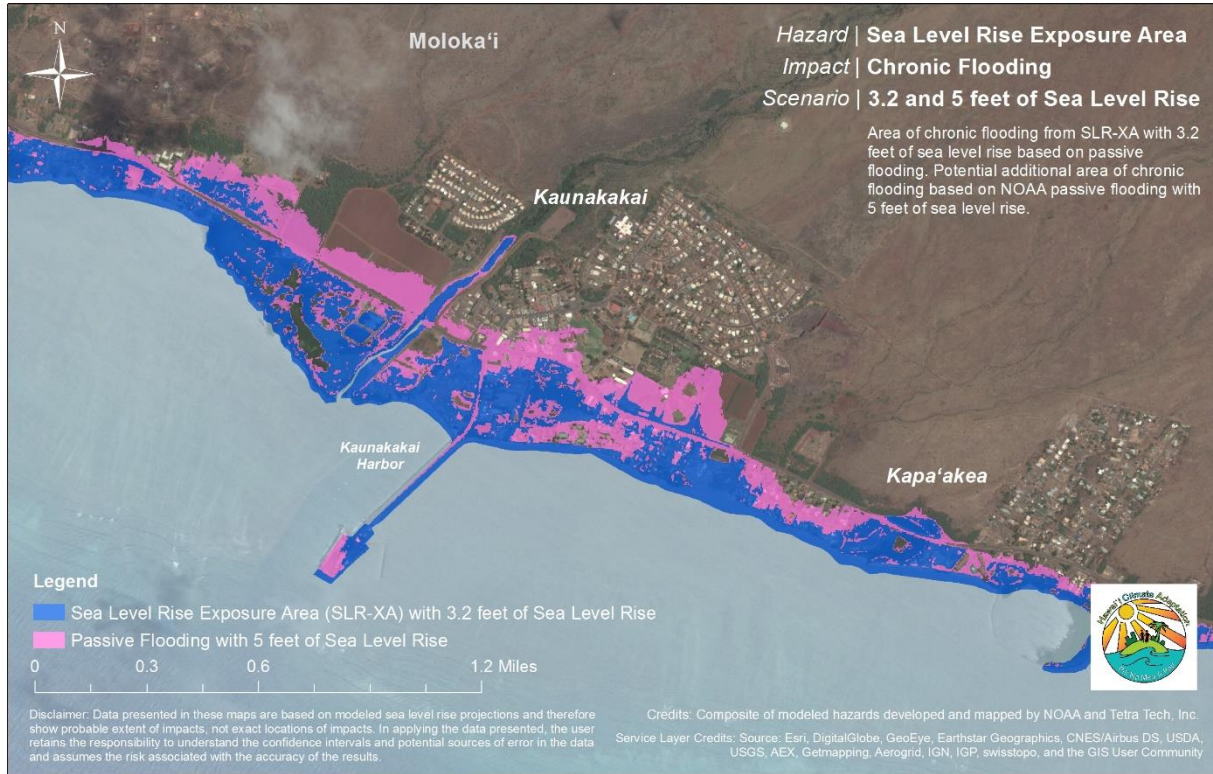 N
Molokaʻi
Hazard | Sea Level Rise Exposure Area
Impact | Chronic Flooding
Scenario | 3.2 and 5 feet of Sea Level Rise
Area of chronic flooding from SLR-XA with 3.2
feet of sea level rise based on passive
flooding. Potential additional area of chronic
flooding based on NOAA passive flooding with
5 feet of sea level rise.
Kaunakakai
Kaunakakai
Harbor
Kapaʻakea
Legend
Sea Level Rise Exposure Area (SLR-XA) with 3.2 feet of Sea Level Rise
Passive Flooding with 5 feet of Sea Level Rise
0 0.3 0.6 1.2 Miles
Hawaiʻi Climate Adaptation
Disclaimer: Data presented in these maps are based on modeled sea level rise projections and therefore
show probable extent of impacts, not exact locations of impacts. In applying the data presented, the user
retains the responsibility to understand the confidence intervals and potential sources of error in the data
and assumes the risk associated with the accuracy of the results.
Credits: Composite of modeled hazards developed and mapped by NOAA and Tetra Tech, Inc.
Service Layer Credits: Source: Esri, DigitalGlobe, GeoEye, Earthstar Geographics, CNES/Airbus DS, USDA,
USGS, AEX, Getmapping, Aerogrid, IGN, IGP, swisstopo, and the GIS User Community